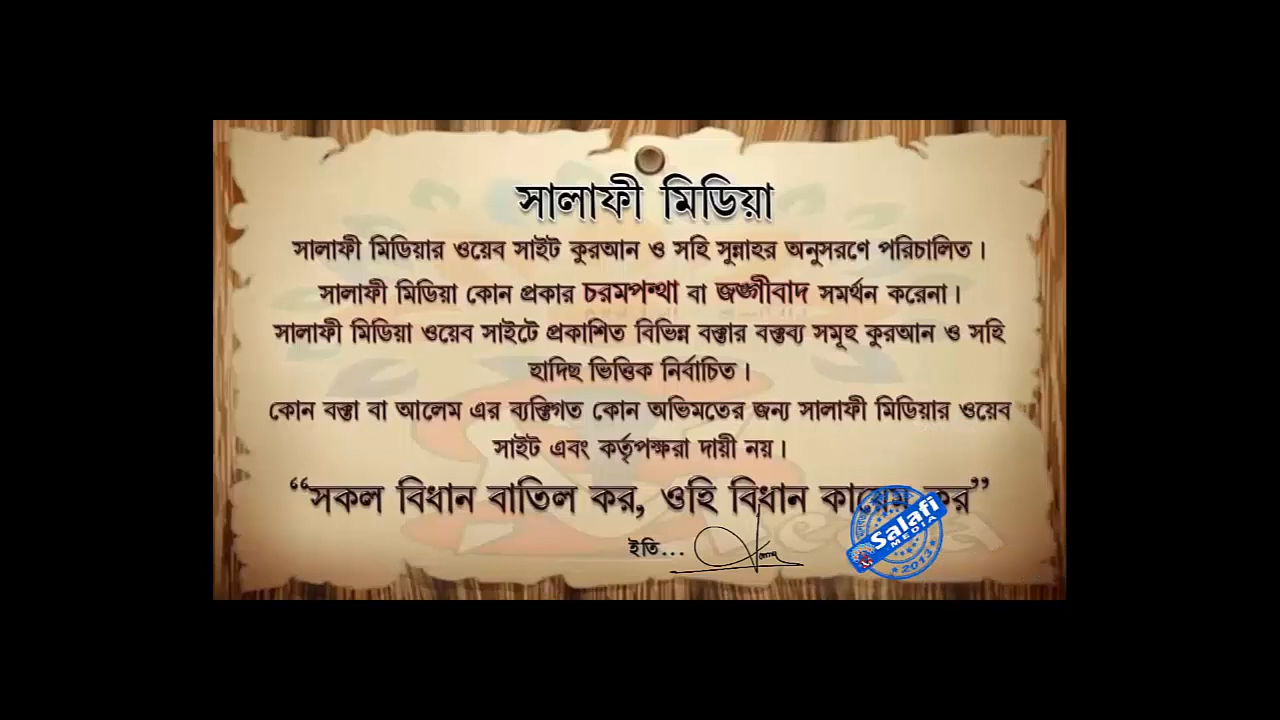 সালাফী মিডিয়া
সালাফী মিডিয়ার ওয়েব সাইট কুরআন ও সহি সুন্নাহর অনুসরণে পরিচালিত।
সালাফী মিডিয়া কোন প্রকার চরমপন্থা বা জঙ্গীবাদ সমর্থন করেনা।
সালাফী মিডিয়া ওয়েব সাইটে প্রকাশিত বিভিন্ন বক্তার বক্তব্য সমূহ কুরআন ও সহি
হাদিছ ভিত্তিক নির্বাচিত।
কোন বক্তা বা আলেম এর ব্যক্তিগত কোন অভিমতের জন্য সালাফী মিডিয়ার ওয়েব
সাইট এবং কর্তৃপক্ষরা দায়ী নয়।
“সকল বিধান বাতিল কর, ওহি বিধান কায়েম কর”
ইতি...
Salafi
MEDIA
2013